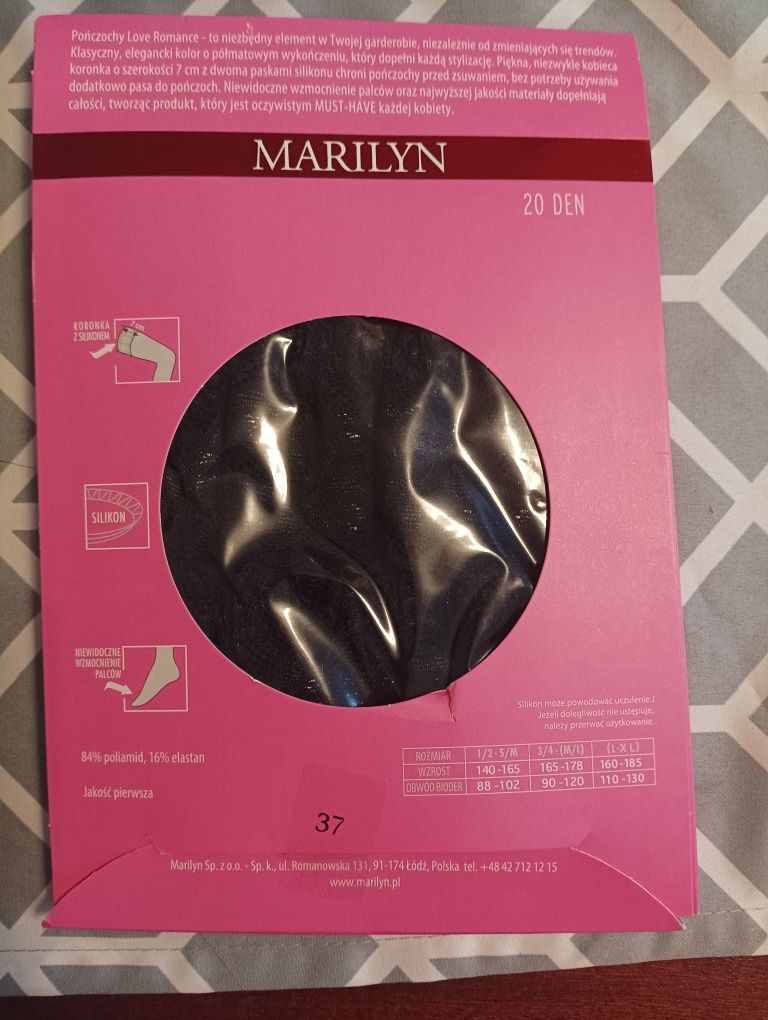 Pończochy Love Romance - to niezbędny element w Twojej garderobie, niezależnie od zmieniających się trendów.
Klasyczny, elegancki kolor o półmatowym wykończeniu, który dopełni każdą stylizację. Piękna, niezwykle kobieca
koronka o szerokości 7 cm z dwoma paskami silikonu chroni pończochy przed zsuwaniem, bez potrzeby używania
dodatkowo pasa do pończoch. Niewidoczne wzmocnienie palców oraz najwyższej jakości materiały dopełniają
całości, tworząc produkt, który jest oczywistym MUST-HAVE każdej kobiety.
MARILYN
20 DEN
KORONKA
Z SILIKONEM
7 cm
SILIKON
NIEWIDOCZNE
WZMOCNIENIE
PALCÓW
Silikon może powodować uczulenie.J
Jeżeli dolegliwość nie ustępuje,
należy przerwać użytkowanie.
84% poliamid, 16% elastan
Jakość pierwsza
ROZMIAR 1/2 - S/M 3/4 - (M/L) (L-XL)
WZROST 140-165 165-178 160-185
OBWÓD BIODER 88 -102 90 -120 110 -130
37
Marilyn Sp. z o.o. - Sp. k., ul. Romanowska 131, 91-174 Łódź, Polska tel. +48 42 712 12 15
www.marilyn.pl